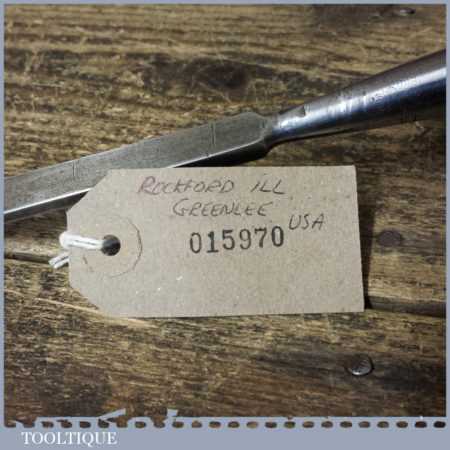 ROCKFORD ILL
GREENLEE USA
015970
TOOLTIQUE